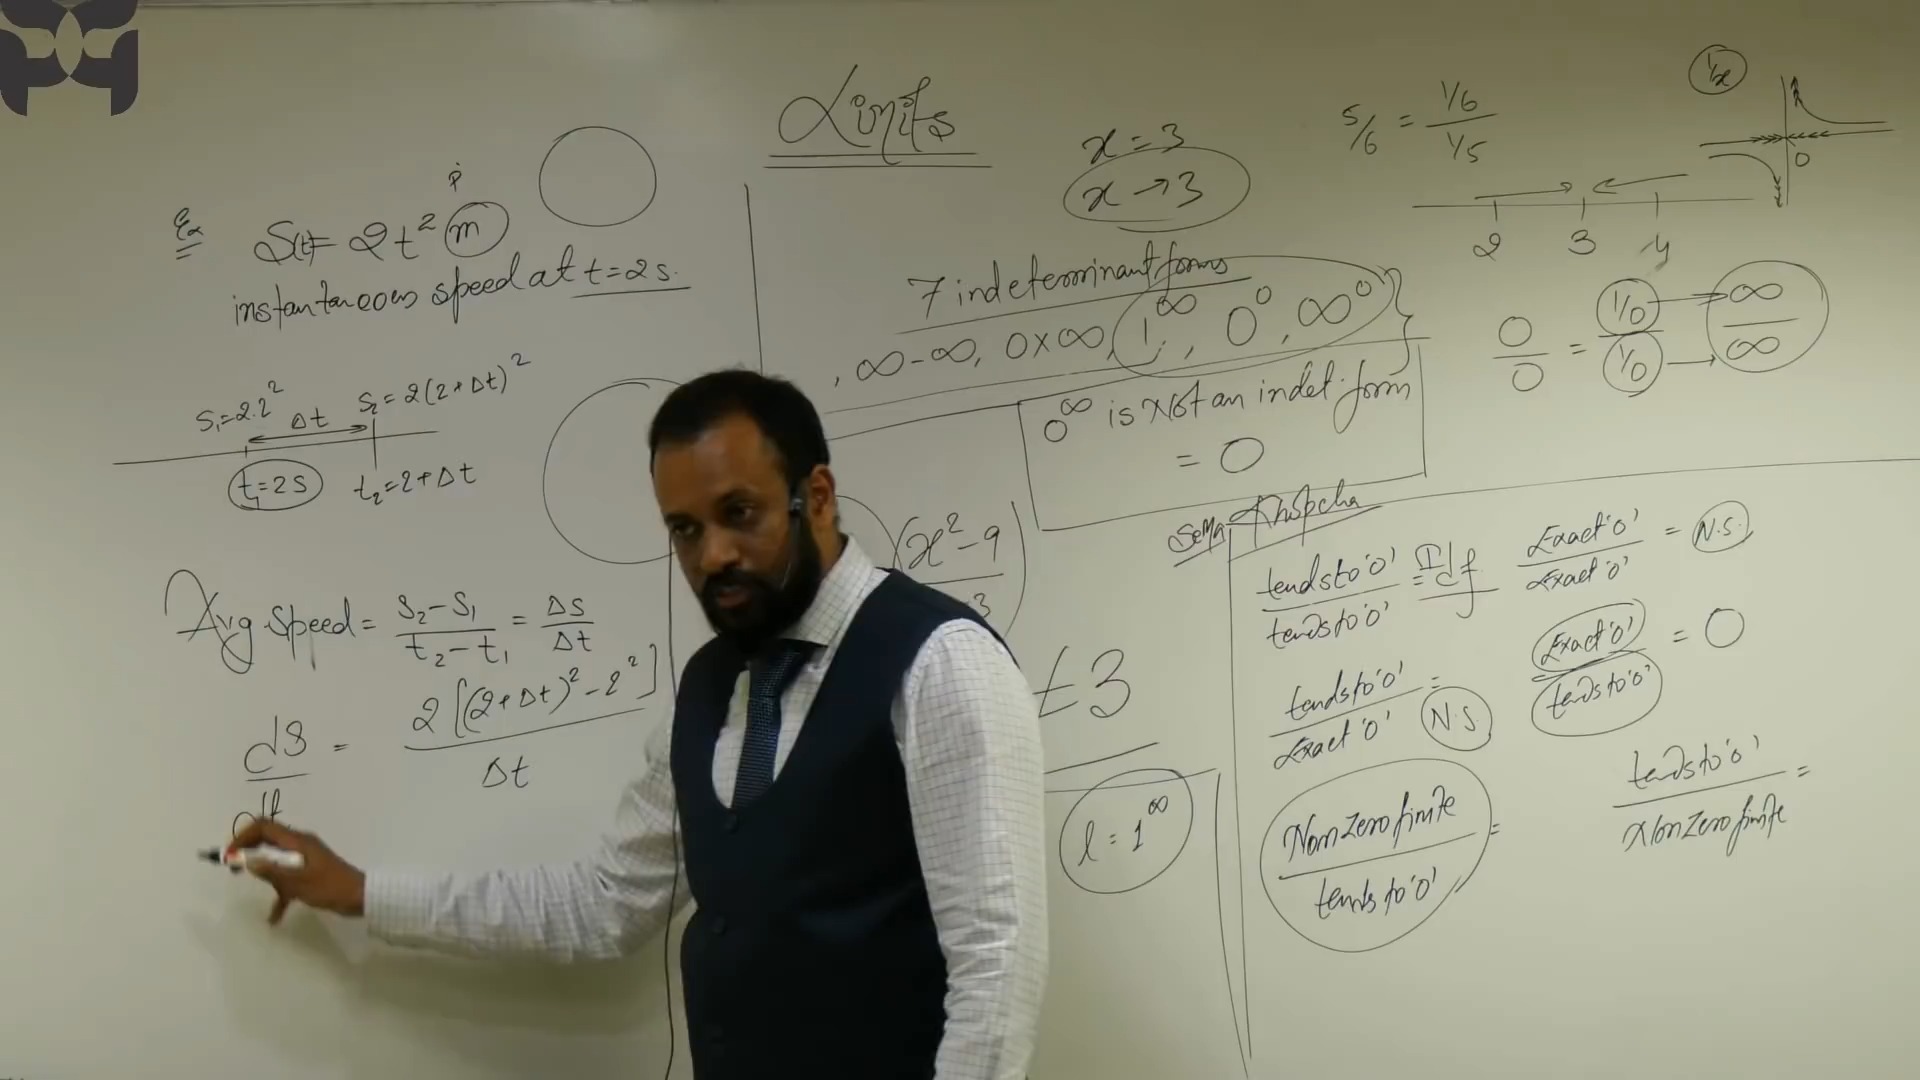 Limits
Ex
S(t)= 2t² m
instantaneous speed at t=2s.
S₁=2.2²
Δt
S₂=2(2+Δt)²
t₁=2s
t₂=2+Δt
Avg Speed = (S₂-S₁)/(t₂-t₁) = ΔS/Δt
dS/dt = 2[(2+Δt)²-2²]/Δt
x=3
x→3
7 indeterminant forms
, ∞-∞, 0×∞, 1^∞, 0⁰, ∞⁰
0^∞ is Not an indet. form
= 0
x²-9
3
l = 1^∞
5/6 = (1/6)/(1/5)
1/x
0
2 3 4
0/0 = (1/0)/(1/0) → ∞/∞
tends to '0'/tends to '0' = Idf
Exact '0'/Exact '0' = N.S.
tends to '0'/Exact '0' = N.S
Exact '0'/tends to '0' = 0
Non zero finite/tends to '0' =
tends to '0'/Non zero finite =